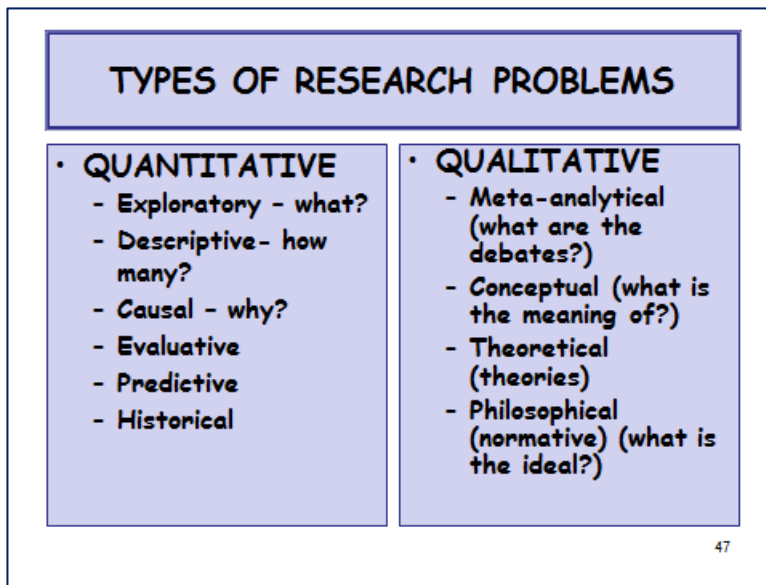 TYPES OF RESEARCH PROBLEMS
• QUANTITATIVE
– Exploratory – what?
– Descriptive- how
many?
– Causal – why?
– Evaluative
– Predictive
– Historical
• QUALITATIVE
– Meta-analytical
(what are the
debates?)
– Conceptual (what is
the meaning of?)
– Theoretical
(theories)
– Philosophical
(normative) (what is
the ideal?)
47